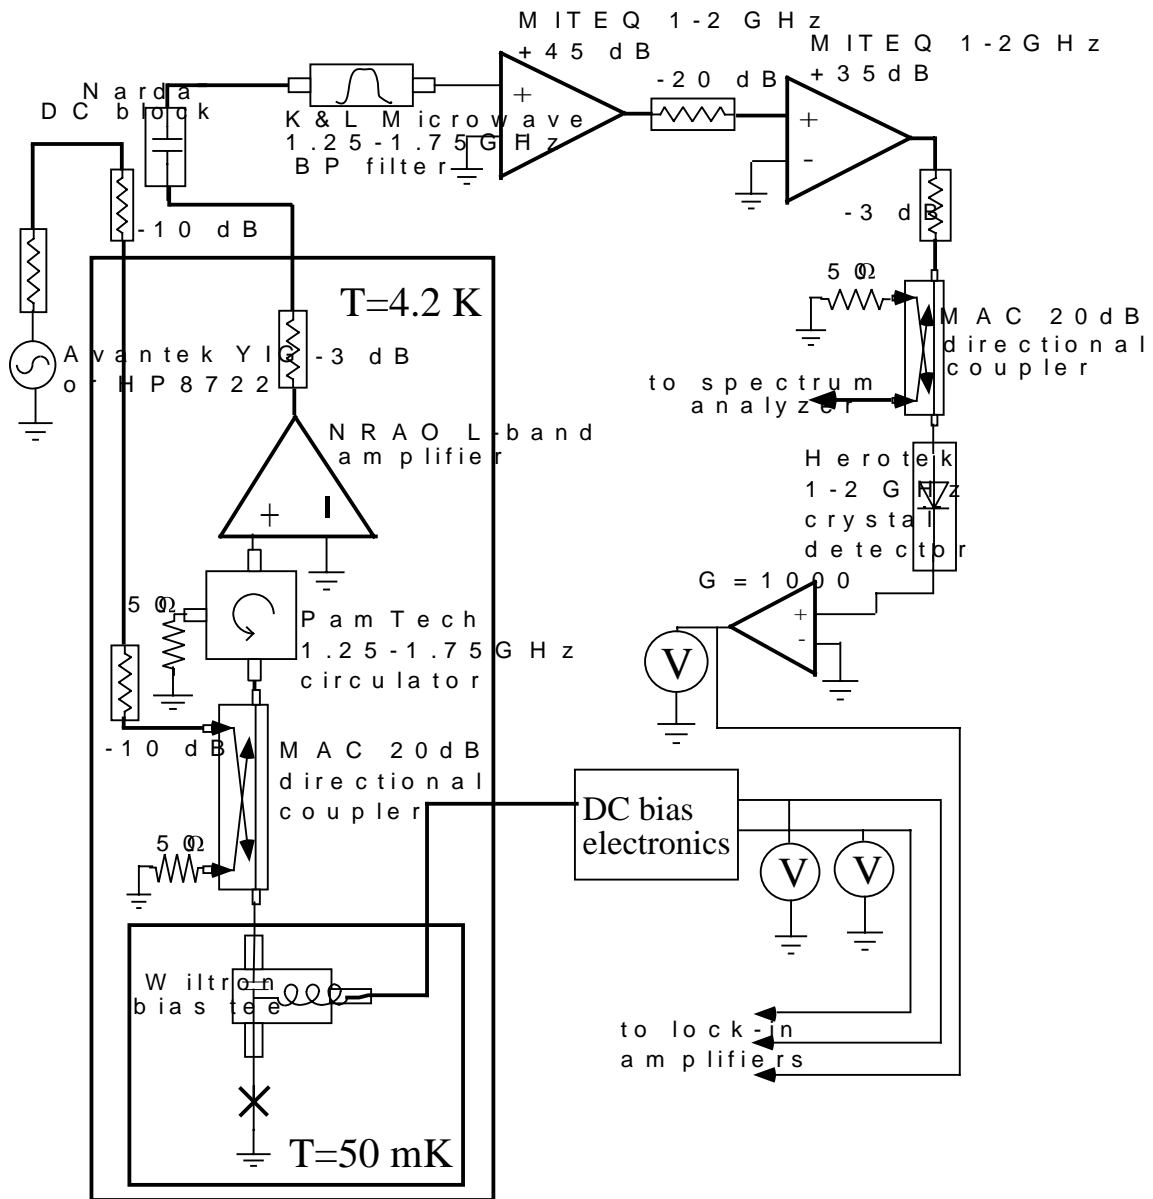 MITEQ 1-2 GHz
+45 dB
MITEQ 1-2GHz
+35dB
-20 dB
Narda
DC block
K&L Microwave
1.25-1.75GHz
BP filter
+
-
+
-
-10 dB
-3 dB
T=4.2 K
50Ω
MAC 20dB
directional
coupler
Avantek YIG
or HP8722
-3 dB
to spectrum
analyzer
NRAO L-band
amplifier
+
Herotek
1-2 GHz
crystal
detector
G=1000
+
-
50Ω
PamTech
1.25-1.75GHz
circulator
V
-10 dB
MAC 20dB
directional
coupler
DC bias
electronics
50Ω
V
V
Wiltron
bias tee
to lock-in
amplifiers
T=50 mK